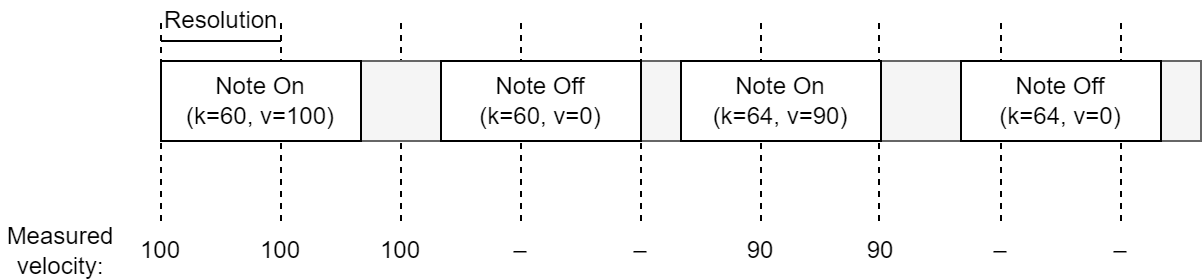 Resolution
Note On
(k=60, v=100)
Note Off
(k=60, v=0)
Note On
(k=64, v=90)
Note Off
(k=64, v=0)
Measured
velocity:
100 100 100 – – 90 90 – –